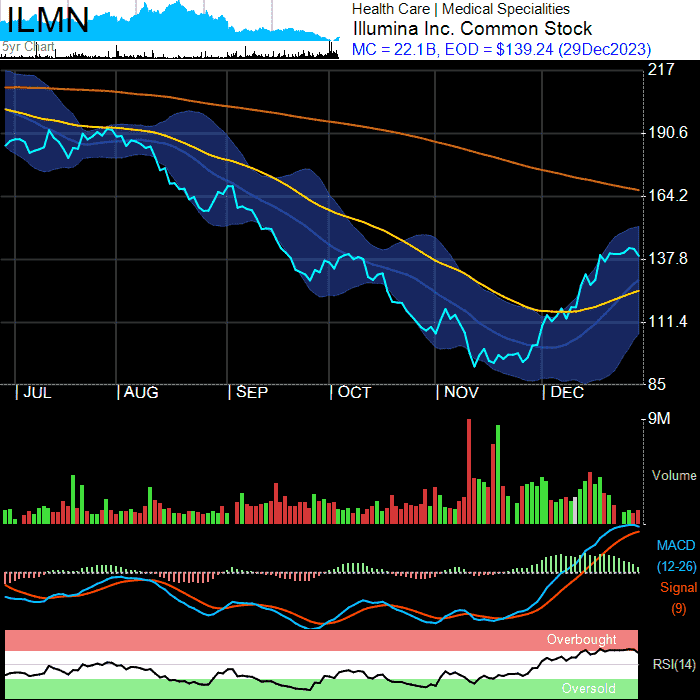 ILMN
5yr Chart
Health Care | Medical Specialities
Illumina Inc. Common Stock
MC = 22.1B, EOD = $139.24 (29Dec2023)
217
190.6
164.2
137.8
111.4
85
JUL AUG SEP OCT NOV DEC
9M
Volume
MACD
(12-26)
Signal
(9)
Overbought
RSI(14)
Oversold